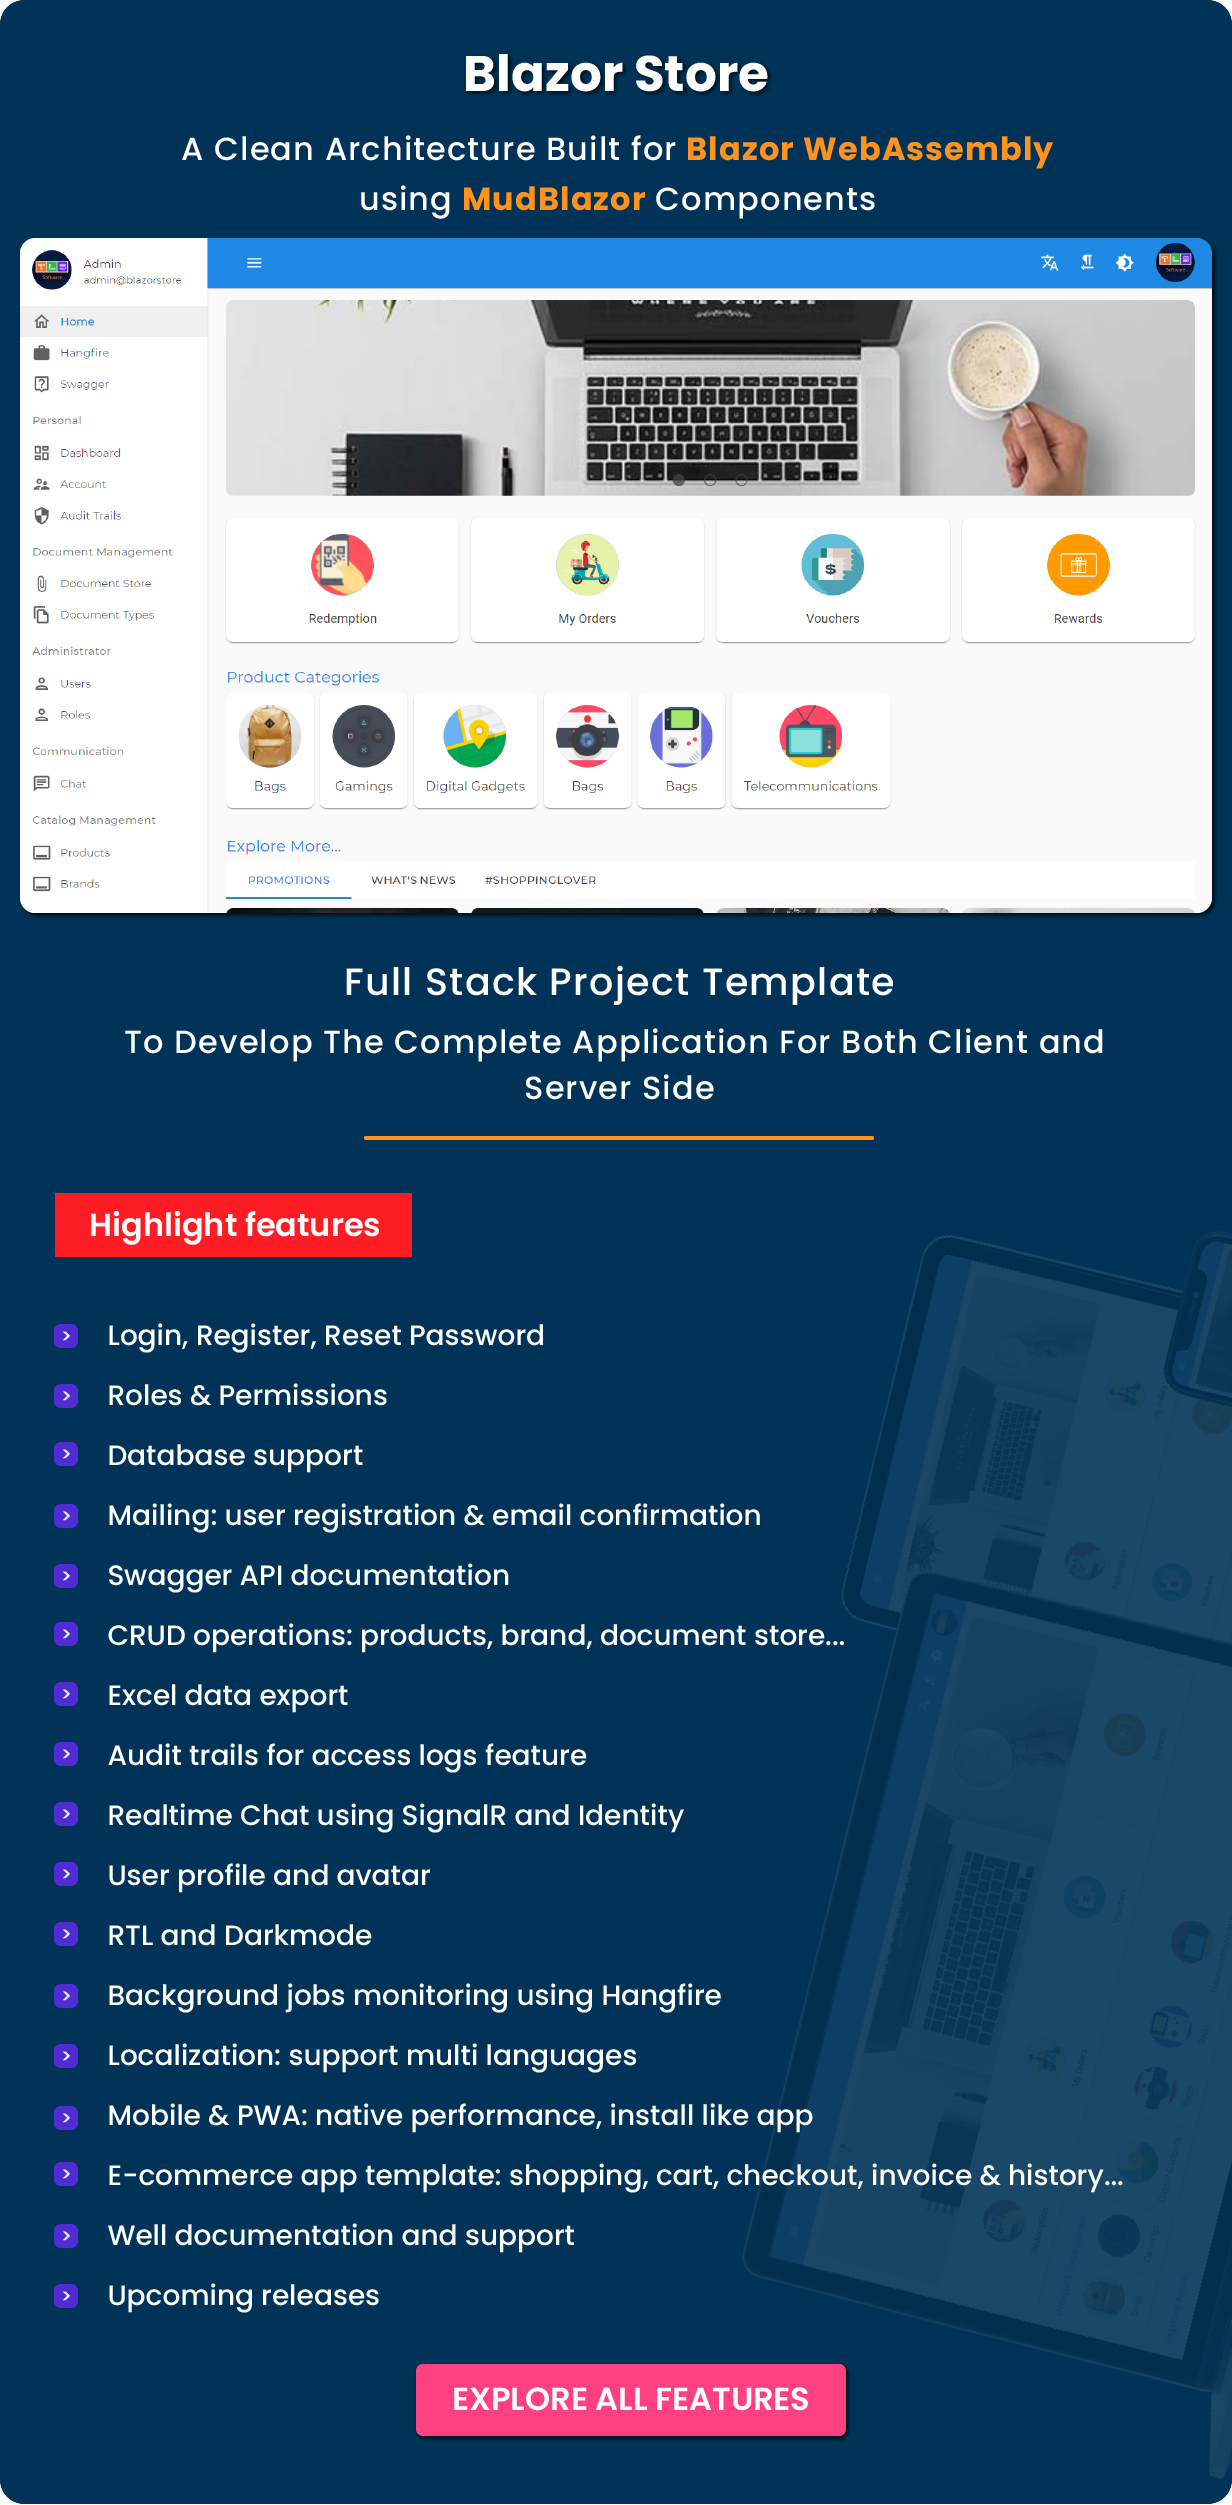 Blazor Store
A Clean Architecture Built for Blazor WebAssembly
using MudBlazor Components
Admin
admin@blazorstore
Home
Hangfire
Swagger
Personal
Dashboard
Account
Audit Trails
Document Management
Document Store
Document Types
Administrator
Users
Roles
Communication
Chat
Catalog Management
Products
Brands
WHERE YOU ARE
Redemption
My Orders
Vouchers
Rewards
Product Categories
Bags
Gamings
Digital Gadgets
Bags
Bags
Telecommunications
Explore More...
PROMOTIONS
WHAT'S NEWS
#SHOPPINGLOVER
Full Stack Project Template
To Develop The Complete Application For Both Client and
Server Side
Highlight features
Login, Register, Reset Password
Roles & Permissions
Database support
Mailing: user registration & email confirmation
Swagger API documentation
CRUD operations: products, brand, document store...
Excel data export
Audit trails for access logs feature
Realtime Chat using SignalR and Identity
User profile and avatar
RTL and Darkmode
Background jobs monitoring using Hangfire
Localization: support multi languages
Mobile & PWA: native performance, install like app
E-commerce app template: shopping, cart, checkout, invoice & history...
Well documentation and support
Upcoming releases
EXPLORE ALL FEATURES